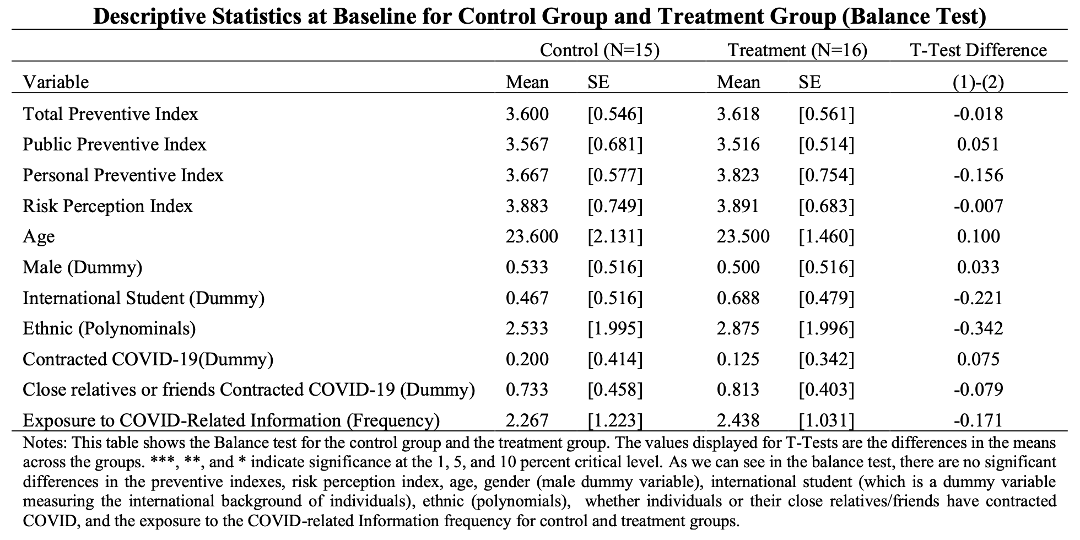 Descriptive Statistics at Baseline for Control Group and Treatment Group (Balance Test)
Control (N=15) Treatment (N=16) T-Test Difference
Variable Mean SE Mean SE (1)-(2)
Total Preventive Index 3.600 [0.546] 3.618 [0.561] -0.018
Public Preventive Index 3.567 [0.681] 3.516 [0.514] 0.051
Personal Preventive Index 3.667 [0.577] 3.823 [0.754] -0.156
Risk Perception Index 3.883 [0.749] 3.891 [0.683] -0.007
Age 23.600 [2.131] 23.500 [1.460] 0.100
Male (Dummy) 0.533 [0.516] 0.500 [0.516] 0.033
International Student (Dummy) 0.467 [0.516] 0.688 [0.479] -0.221
Ethnic (Polynominals) 2.533 [1.995] 2.875 [1.996] -0.342
Contracted COVID-19(Dummy) 0.200 [0.414] 0.125 [0.342] 0.075
Close relatives or friends Contracted COVID-19 (Dummy) 0.733 [0.458] 0.813 [0.403] -0.079
Exposure to COVID-Related Information (Frequency) 2.267 [1.223] 2.438 [1.031] -0.171
Notes: This table shows the Balance test for the control group and the treatment group. The values displayed for T-Tests are the differences in the means
across the groups. ***, **, and * indicate significance at the 1, 5, and 10 percent critical level. As we can see in the balance test, there are no significant
differences in the preventive indexes, risk perception index, age, gender (male dummy variable), international student (which is a dummy variable
measuring the international background of individuals), ethnic (polynomials), whether individuals or their close relatives/friends have contracted
COVID, and the exposure to the COVID-related Information frequency for control and treatment groups.